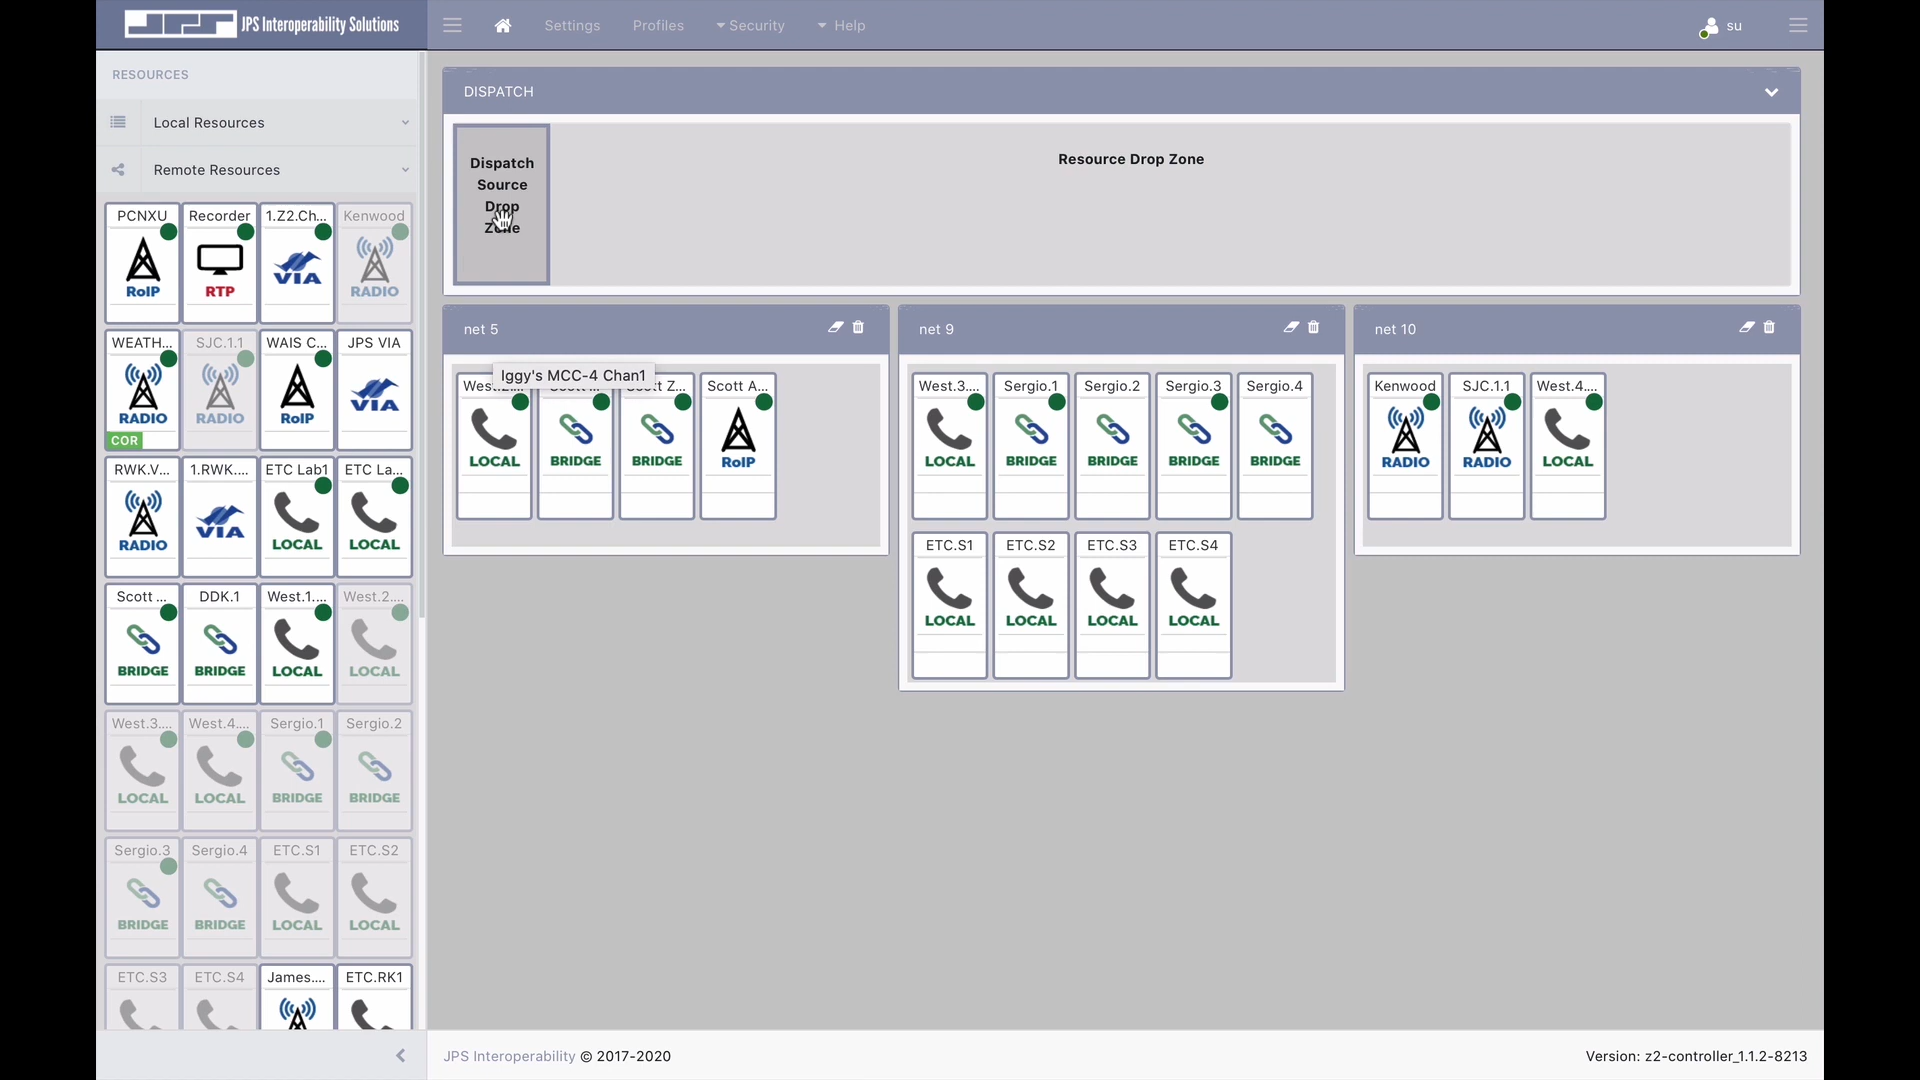 JPS JPS Interoperability Solutions
Settings
Profiles
Security
Help
su
RESOURCES
Local Resources
Remote Resources
PCNXU
RoIP
Recorder
RTP
1.Z2.Ch...
VIA
Kenwood
RADIO
WEATH...
RADIO
COR
SJC.1.1
RADIO
WAIS C...
RoIP
JPS VIA
VIA
RWK.V...
RADIO
1.RWK....
VIA
ETC Lab1
LOCAL
ETC La...
LOCAL
Scott ...
BRIDGE
DDK.1
BRIDGE
West.1....
LOCAL
West.2....
LOCAL
West.3....
LOCAL
West.4....
LOCAL
Sergio.1
BRIDGE
Sergio.2
BRIDGE
Sergio.3
BRIDGE
Sergio.4
BRIDGE
ETC.S1
LOCAL
ETC.S2
LOCAL
ETC.S3
ETC.S4
James....
ETC.RK1
DISPATCH
Dispatch
Source
Drop
Zone
Resource Drop Zone
net 5
Iggy's MCC-4 Chan1
LOCAL
BRIDGE
BRIDGE
Scott A...
RoIP
net 9
West.3....
LOCAL
Sergio.1
BRIDGE
Sergio.2
BRIDGE
Sergio.3
BRIDGE
Sergio.4
BRIDGE
ETC.S1
LOCAL
ETC.S2
LOCAL
ETC.S3
LOCAL
ETC.S4
LOCAL
net 10
Kenwood
RADIO
SJC.1.1
RADIO
West.4....
LOCAL
JPS Interoperability © 2017-2020
Version: z2-controller_1.1.2-8213